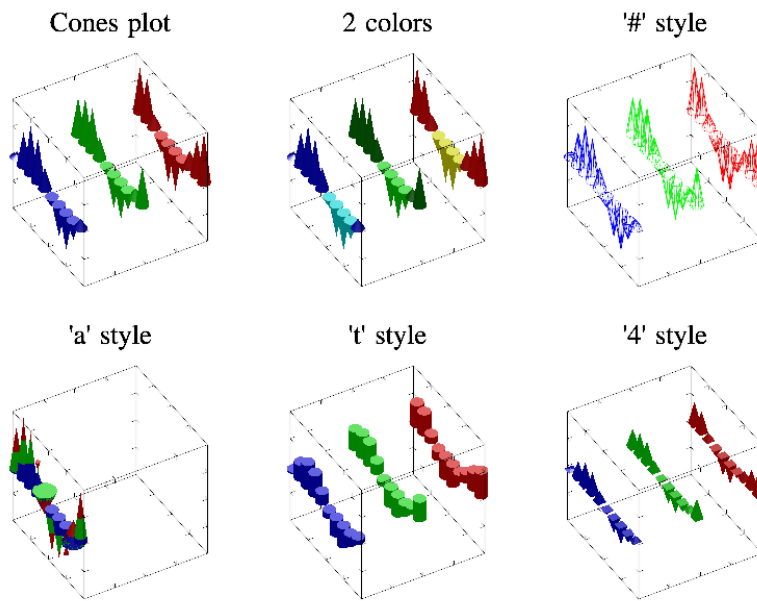 Cones plot
2 colors
'#' style
'a' style
't' style
'4' style